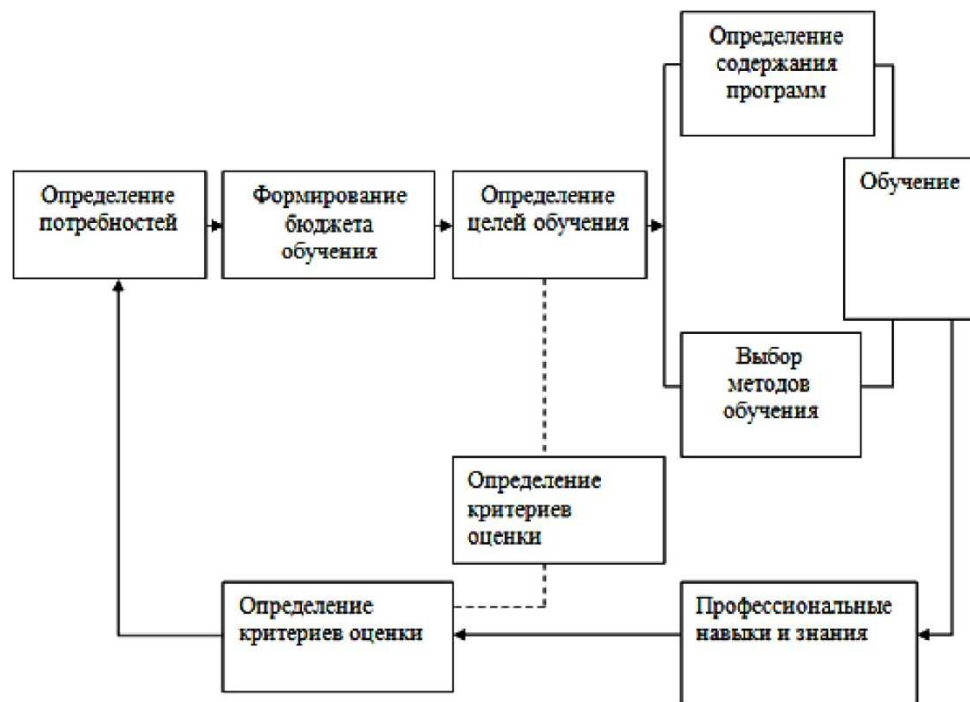 Определение
содержания
программ
Определение
потребностей
Формирование
бюджета
обучения
Определение
целей обучения
Обучение
Выбор
методов
обучения
Определение
критериев
оценки
Определение
критериев оценки
Профессиональные
навыки и знания